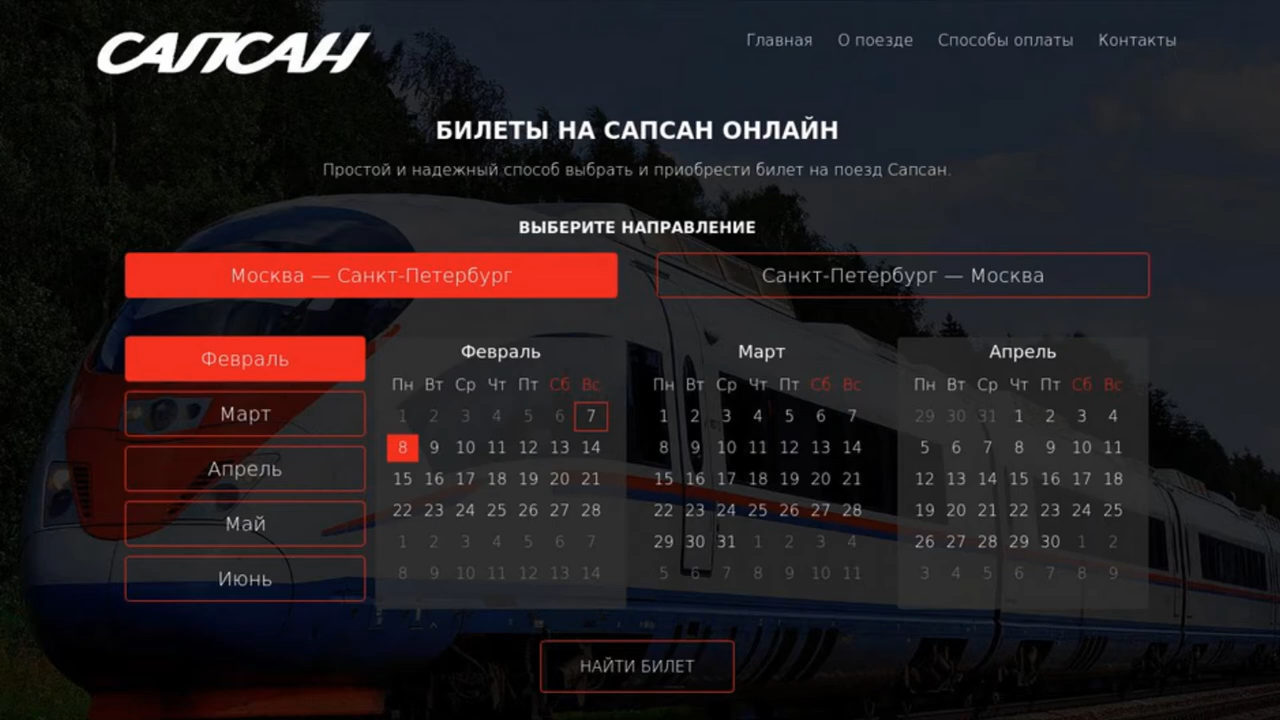 САПСАН
Главная О поезде Способы оплаты Контакты
БИЛЕТЫ НА САПСАН ОНЛАЙН
Простой и надежный способ выбрать и приобрести билет на поезд Сапсан.
ВЫБЕРИТЕ НАПРАВЛЕНИЕ
Москва — Санкт-Петербург
Санкт-Петербург — Москва
Февраль
Март
Апрель
Май
Июнь
Февраль
Пн Вт Ср Чт Пт Сб Вс
1 2 3 4 5 6 7
8 9 10 11 12 13 14
15 16 17 18 19 20 21
22 23 24 25 26 27 28
1 2 3 4 5 6 7
8 9 10 11 12 13 14
Март
Пн Вт Ср Чт Пт Сб Вс
1 2 3 4 5 6 7
8 9 10 11 12 13 14
15 16 17 18 19 20 21
22 23 24 25 26 27 28
29 30 31 1 2 3 4
5 6 7 8 9 10 11
Апрель
Пн Вт Ср Чт Пт Сб Вс
29 30 31 1 2 3 4
5 6 7 8 9 10 11
12 13 14 15 16 17 18
19 20 21 22 23 24 25
26 27 28 29 30 1 2
3 4 5 6 7 8 9
НАЙТИ БИЛЕТ